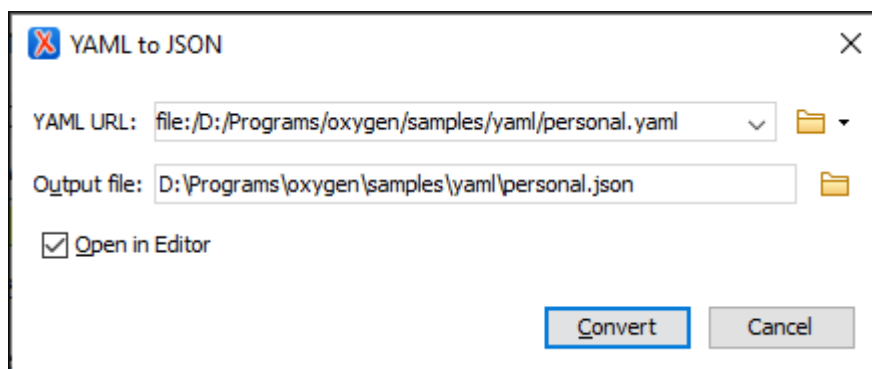 YAML to JSON
YAML URL: file:/D:/Programs/oxygen/samples/yaml/personal.yaml
Output file: D:\Programs\oxygen\samples\yaml\personal.json
Open in Editor
Convert Cancel